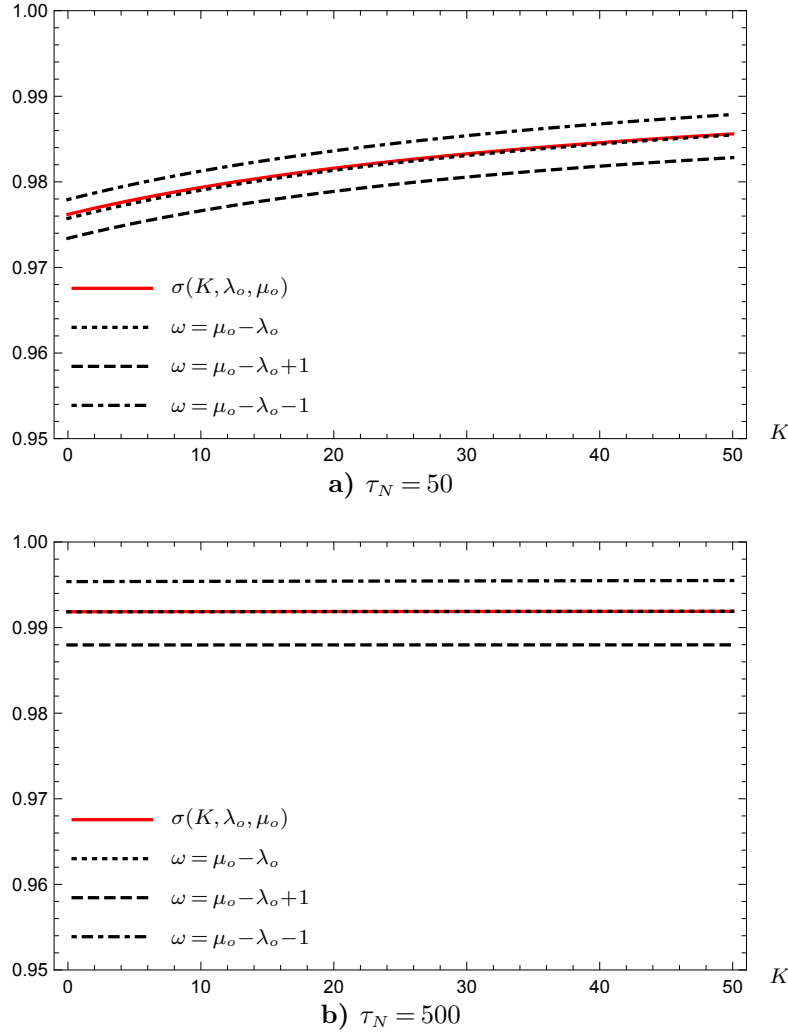 1.00
0.99
0.98
0.97
σ(K, λₒ, μₒ)
ω = μₒ−λₒ
0.96
ω = μₒ−λₒ+1
ω = μₒ−λₒ−1
0.95
K
0 10 20 30 40 50
a) τ_N = 50
1.00
0.99
0.98
0.97
σ(K, λₒ, μₒ)
ω = μₒ−λₒ
0.96
ω = μₒ−λₒ+1
ω = μₒ−λₒ−1
0.95
K
0 10 20 30 40 50
b) τ_N = 500